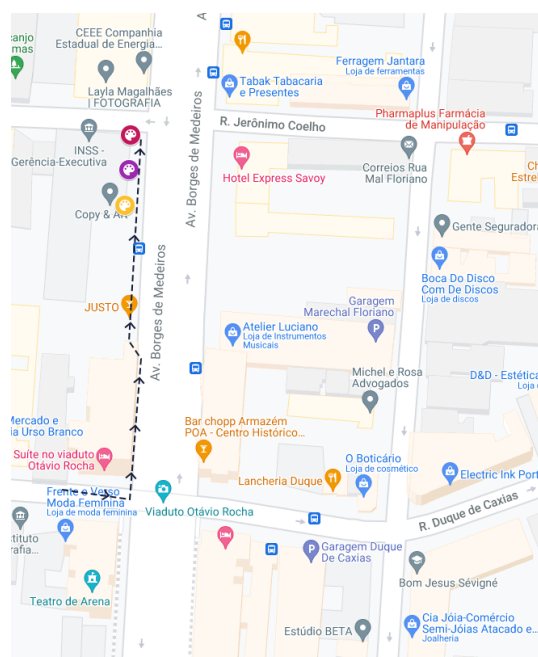 CEEE Companhia
Estadual de Energia...
anjo
mas
Layla Magalhães
| FOTOGRAFIA
Tabak Tabacaria
e Presentes
Ferragem Jantara
Loja de ferramentas
Pharmaplus Farmácia
de Manipulação
R. Jerônimo Coelho
INSS -
Gerência-Executiva
Av. Borges de Medeiros
Hotel Express Savoy
Correios Rua
Mal Floriano
Estrel
Copy & Art
Gente Seguradora
Boca Do Disco
Com De Discos
Loja de discos
JUSTO
Av. Borges de Medeiros
Garagem
Marechal Floriano
Atelier Luciano
Loja de Instrumentos
Musicais
Michel e Rosa
Advogados
D&D - Estética
Mercado e
a Urso Branco
Bar chopp Armazém
POA - Centro Histórico...
Suíte no viaduto
Otávio Rocha
O Boticário
Loja de cosmético
Lancheria Duque
Electric Ink Port
Frente e Verso
Moda Feminina
Loja de moda feminina
Viaduto Otávio Rocha
R. Duque de Caxias
stituto
grafia...
Garagem Duque
De Caxias
Bom Jesus Sévigné
Teatro de Arena
Estúdio BETA
Cia Jóia-Comércio
Semi-Jóias Atacado e...
Joalheria